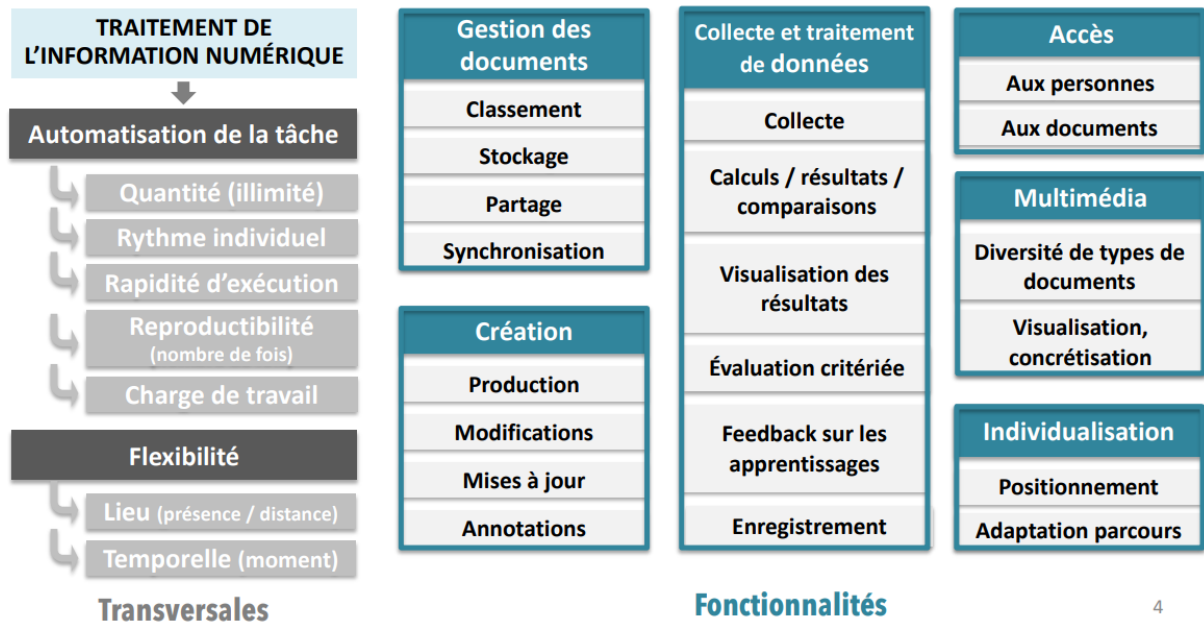 TRAITEMENT DE
L’INFORMATION NUMÉRIQUE
Automatisation de la tâche
Quantité (illimité)
Rythme individuel
Rapidité d’exécution
Reproductibilité
(nombre de fois)
Charge de travail
Flexibilité
Lieu (présence / distance)
Temporelle (moment)
Transversales
Gestion des
documents
Classement
Stockage
Partage
Synchronisation
Création
Production
Modifications
Mises à jour
Annotations
Collecte et traitement
de données
Collecte
Calculs / résultats /
comparaisons
Visualisation des
résultats
Évaluation critériée
Feedback sur les
apprentissages
Enregistrement
Accès
Aux personnes
Aux documents
Multimédia
Diversité de types de
documents
Visualisation,
concrétisation
Individualisation
Positionnement
Adaptation parcours
Fonctionnalités
4